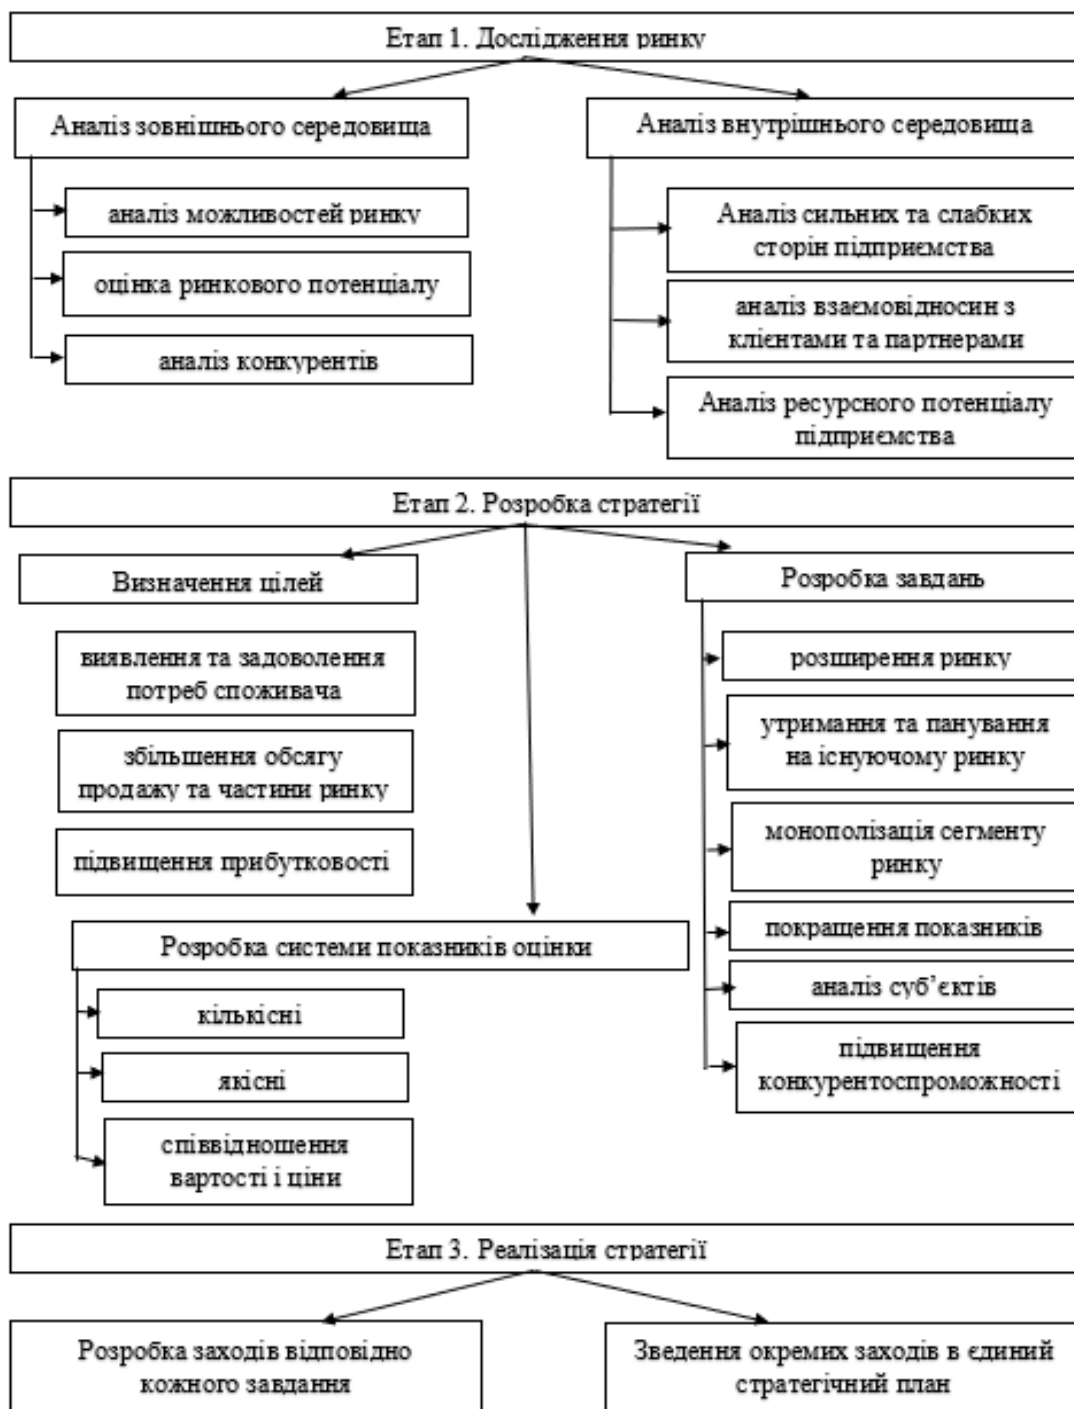 Етап 1. Дослідження ринку
Аналіз зовнішнього середовища
аналіз можливостей ринку
оцінка ринкового потенціалу
аналіз конкурентів
Аналіз внутрішнього середовища
Аналіз сильних та слабких
сторін підприємства
аналіз взаємовідносин з
клієнтами та партнерами
Аналіз ресурсного потенціалу
підприємства
Етап 2. Розробка стратегії
Визначення цілей
виявлення та задоволення
потреб споживача
збільшення обсягу
продажу та частини ринку
підвищення прибутковості
Розробка системи показників оцінки
кількісні
якісні
співвідношення
вартості і ціни
Розробка завдань
розширення ринку
утримання та панування
на існуючому ринку
монополізація сегменту
ринку
покращення показників
аналіз суб’єктів
підвищення
конкурентоспроможності
Етап 3. Реалізація стратегії
Розробка заходів відповідно
кожного завдання
Зведення окремих заходів в єдиний
стратегічний план